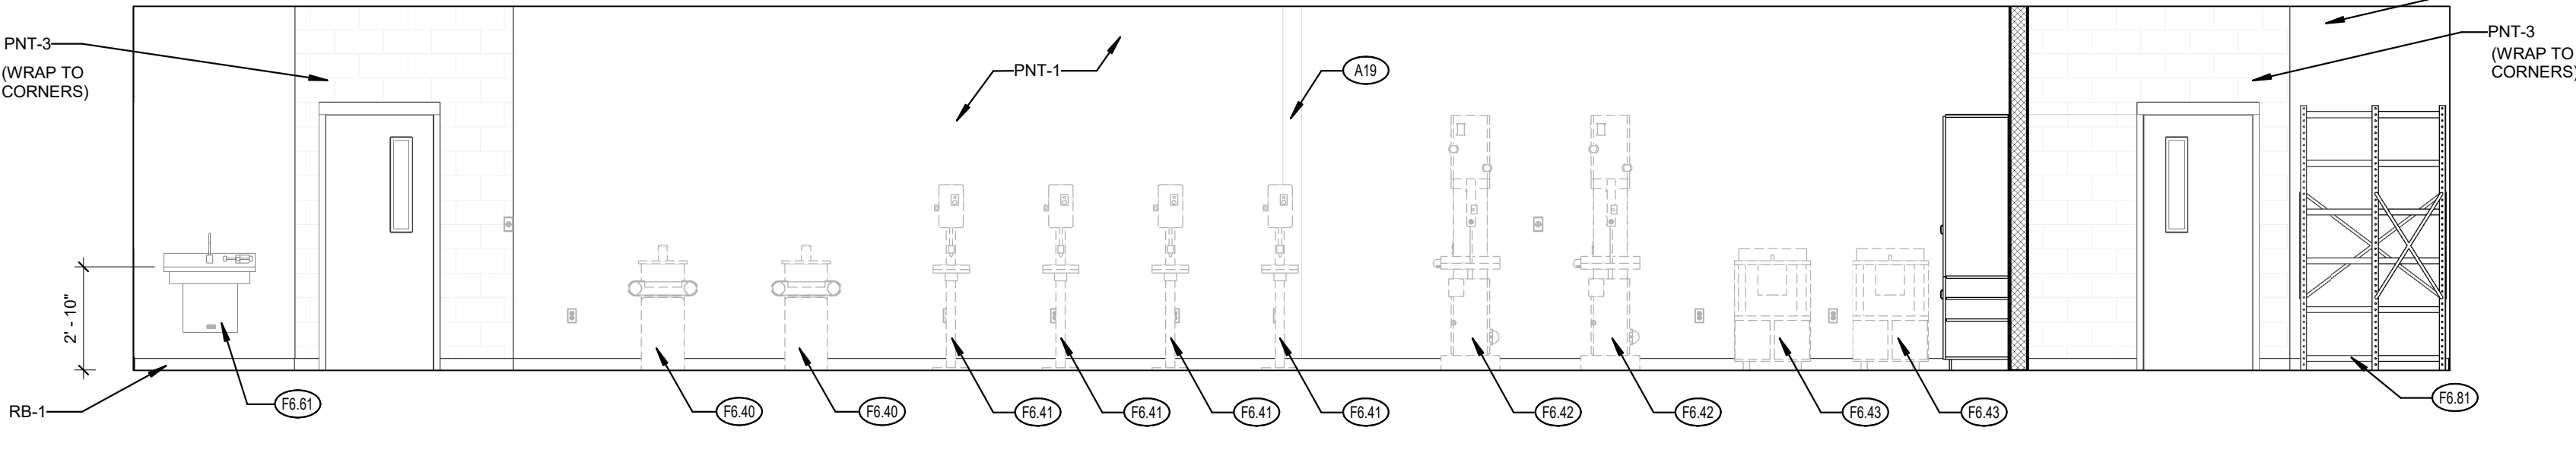 PNT-3
(WRAP TO
CORNERS)
PNT-1
A19
PNT-3
(WRAP TO
CORNERS)
2' - 10"
RB-1
F6.61
F6.40
F6.40
F6.41
F6.41
F6.41
F6.41
F6.42
F6.42
F6.43
F6.43
F6.81